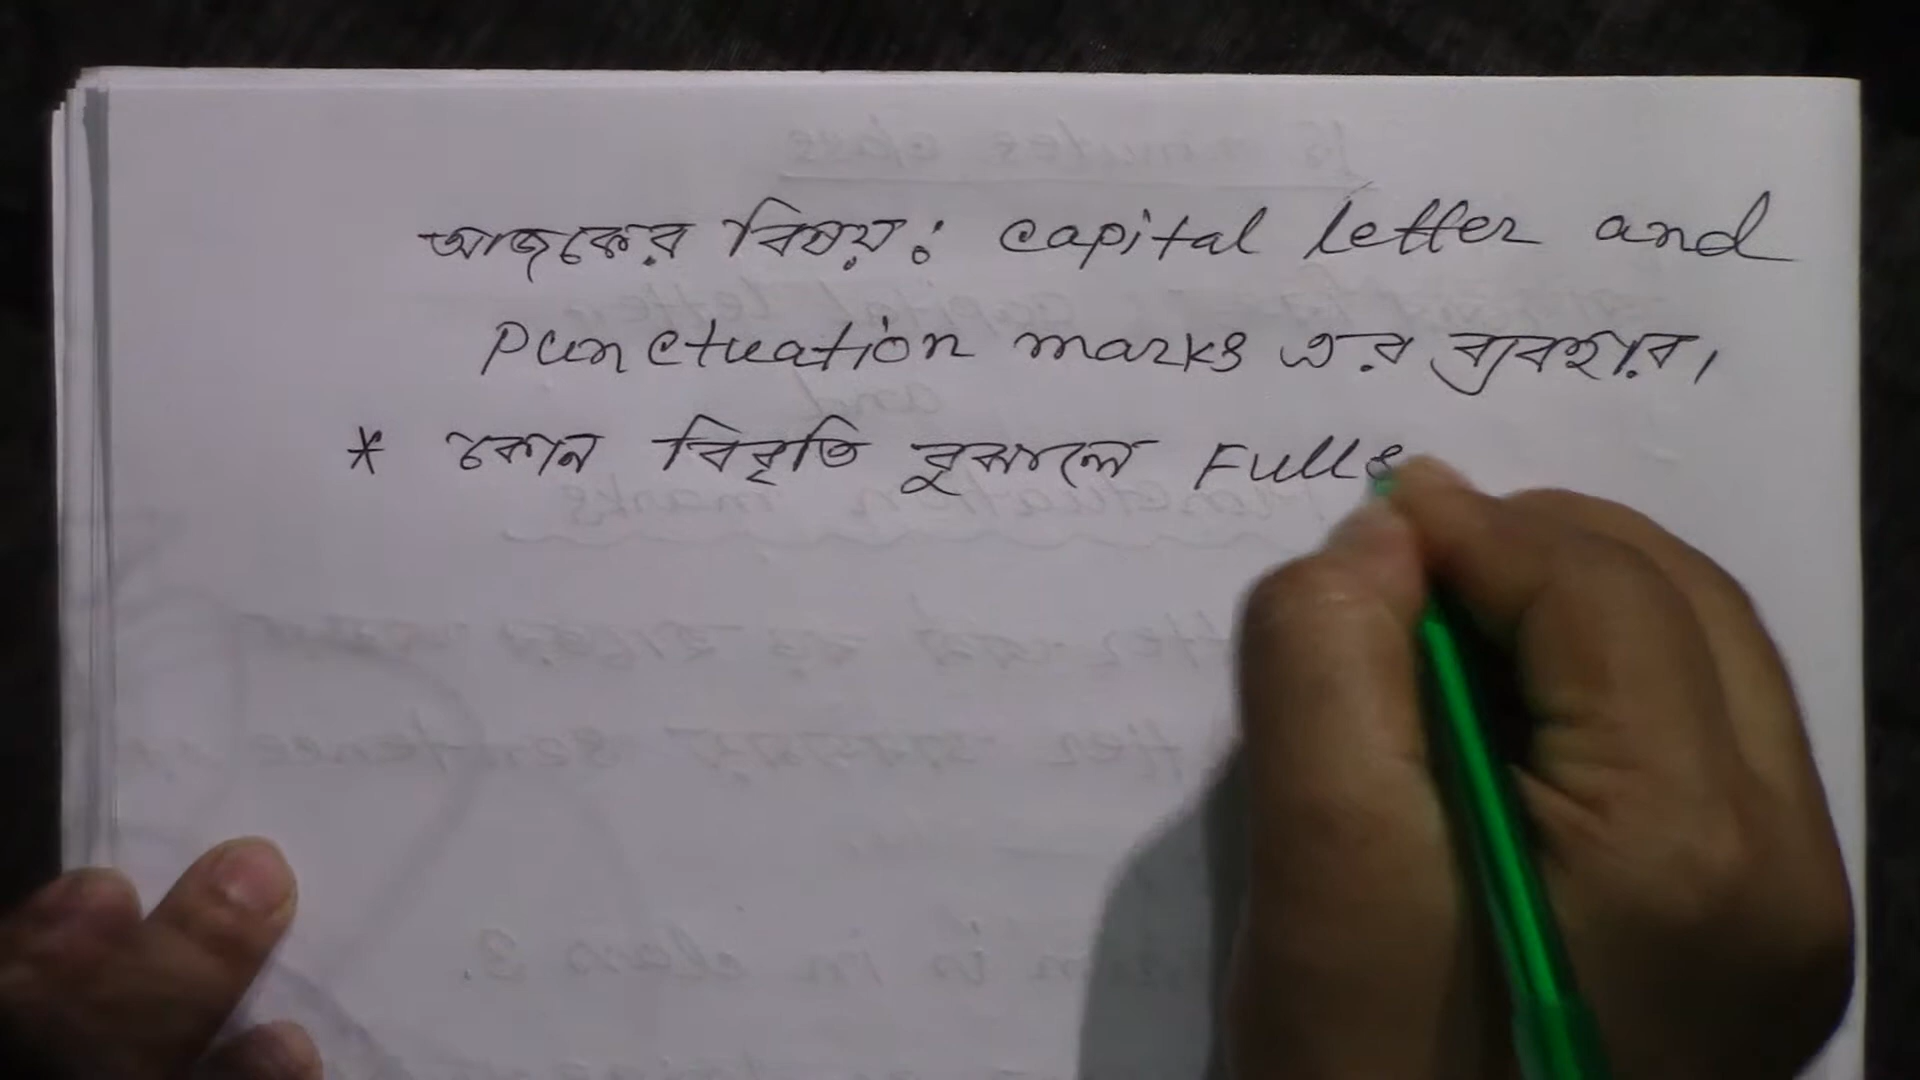 আজকের বিষয়: capital letter and
Punctuation marks এর ব্যবহার।
* কোন বিবৃতি বুঝালে Fulls